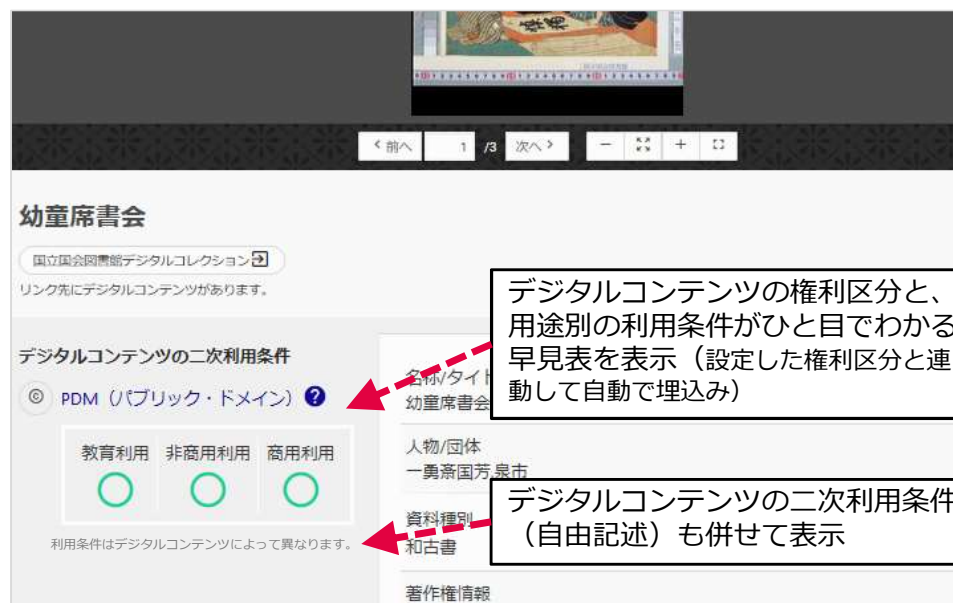 前へ 1 /3 次へ
幼童席書会
国立国会図書館デジタルコレクション
リンク先にデジタルコンテンツがあります。
デジタルコンテンツの権利区分と、
用途別の利用条件がひと目でわかる
早見表を表示（設定した権利区分と連
動して自動で埋込み）
デジタルコンテンツの二次利用条件
© PDM（パブリック・ドメイン） ?
教育利用 非商用利用 商用利用
利用条件はデジタルコンテンツによって異なります。
名称/タイト
幼童席書会
人物/団体
一勇斎国芳,泉市
デジタルコンテンツの二次利用条件
（自由記述）も併せて表示
資料種別
和古書
著作権情報